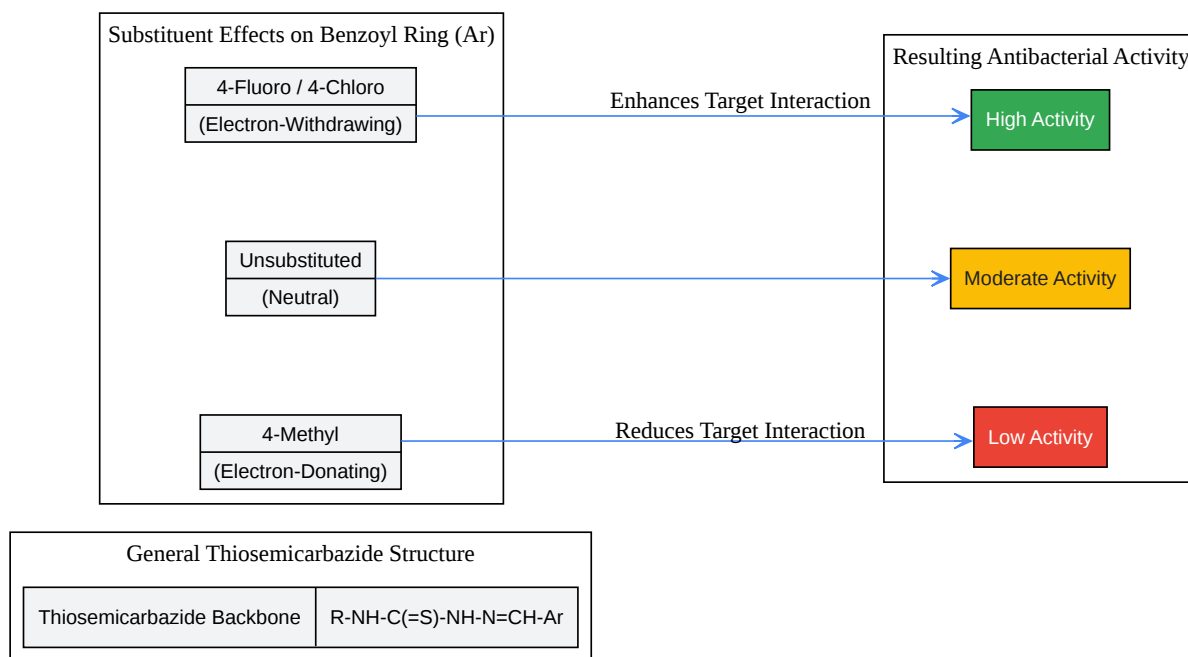 Substituent Effects on Benzoyl Ring (Ar)
4-Fluoro / 4-Chloro
(Electron-Withdrawing)
Enhances Target Interaction
Resulting Antibacterial Activity
High Activity
Unsubstituted
(Neutral)
Moderate Activity
4-Methyl
(Electron-Donating)
Reduces Target Interaction
Low Activity
General Thiosemicarbazide Structure
Thiosemicarbazide Backbone
R-NH-C(=S)-NH-N=CH-Ar